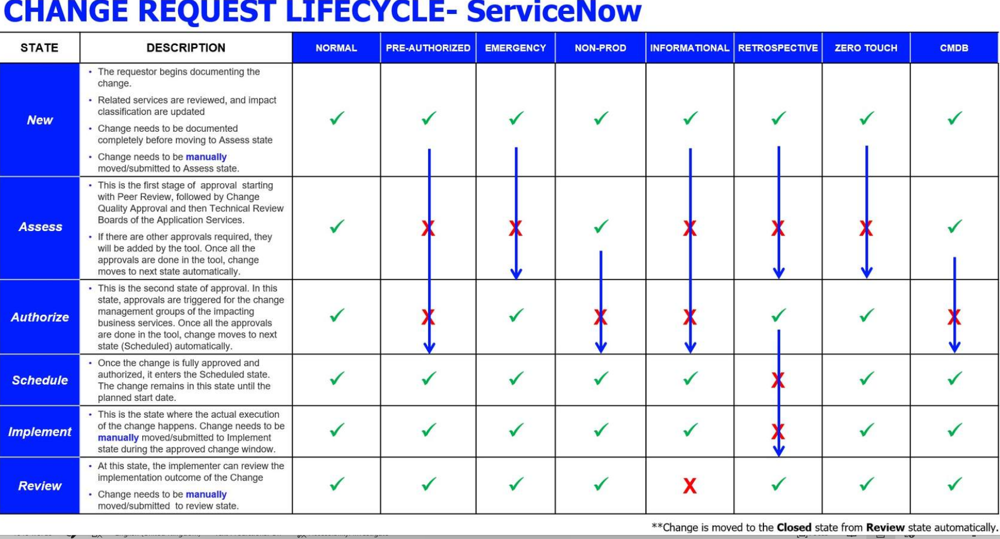 CHANGE REQUEST LIFECYCLE- ServiceNow
STATE DESCRIPTION NORMAL PRE-AUTHORIZED EMERGENCY NON-PROD INFORMATIONAL RETROSPECTIVE ZERO TOUCH CMDB
New
• The requestor begins documenting the
change.
• Related services are reviewed, and impact
classification are updated
• Change needs to be documented
completely before moving to Assess state
• Change needs to be manually
moved/submitted to Assess state.
✓ ✓ ✓ ✓ ✓ ✓ ✓ ✓
Assess
• This is the first stage of approval starting
with Peer Review, followed by Change
Quality Approval and then Technical Review
Boards of the Application Services.
• If there are other approvals required, they
will be added by the tool. Once all the
approvals are done in the tool, change
moves to next state automatically.
✓ X X ✓ X X X ✓
Authorize
• This is the second state of approval. In this
state, approvals are triggered for the change
management groups of the impacting
business services. Once all the approvals
are done in the tool, change moves to next
state (Scheduled) automatically.
✓ X ✓ X X ✓ ✓ X
Schedule
• Once the change is fully approved and
authorized, it enters the Scheduled state.
The change remains in this state until the
planned start date.
✓ ✓ ✓ ✓ ✓ X ✓ ✓
Implement
• This is the state where the actual execution
of the change happens. Change needs to be
manually moved/submitted to Implement
state during the approved change window.
✓ ✓ ✓ ✓ ✓ X ✓ ✓
Review
• At this state, the implementer can review the
implementation outcome of the Change
• Change needs to be manually
moved/submitted to review state.
✓ ✓ ✓ ✓ X ✓ ✓ ✓
**Change is moved to the Closed state from Review state automatically.